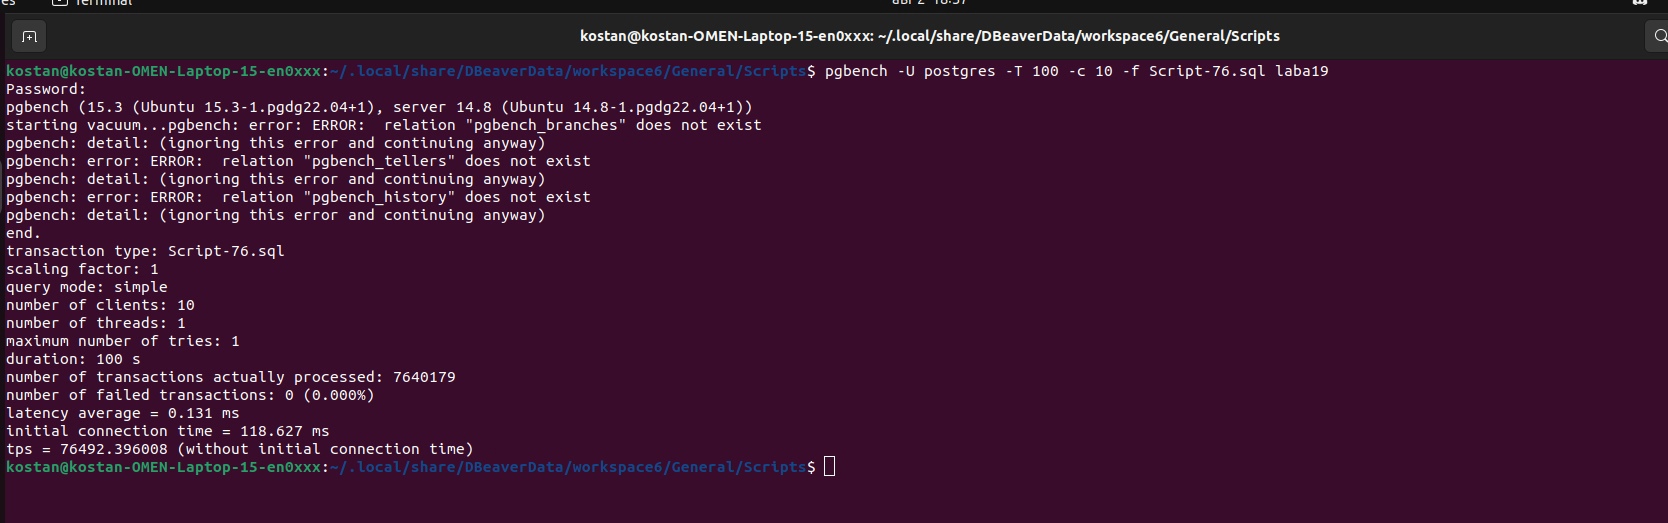 Terminal
kostan@kostan-OMEN-Laptop-15-en0xxx: ~/.local/share/DBeaverData/workspace6/General/Scripts
kostan@kostan-OMEN-Laptop-15-en0xxx:~/.local/share/DBeaverData/workspace6/General/Scripts$ pgbench -U postgres -T 100 -c 10 -f Script-76.sql laba19
Password:
pgbench (15.3 (Ubuntu 15.3-1.pgdg22.04+1), server 14.8 (Ubuntu 14.8-1.pgdg22.04+1))
starting vacuum...pgbench: error: ERROR:  relation "pgbench_branches" does not exist
pgbench: detail: (ignoring this error and continuing anyway)
pgbench: error: ERROR:  relation "pgbench_tellers" does not exist
pgbench: detail: (ignoring this error and continuing anyway)
pgbench: error: ERROR:  relation "pgbench_history" does not exist
pgbench: detail: (ignoring this error and continuing anyway)
end.
transaction type: Script-76.sql
scaling factor: 1
query mode: simple
number of clients: 10
number of threads: 1
maximum number of tries: 1
duration: 100 s
number of transactions actually processed: 7640179
number of failed transactions: 0 (0.000%)
latency average = 0.131 ms
initial connection time = 118.627 ms
tps = 76492.396008 (without initial connection time)
kostan@kostan-OMEN-Laptop-15-en0xxx:~/.local/share/DBeaverData/workspace6/General/Scripts$